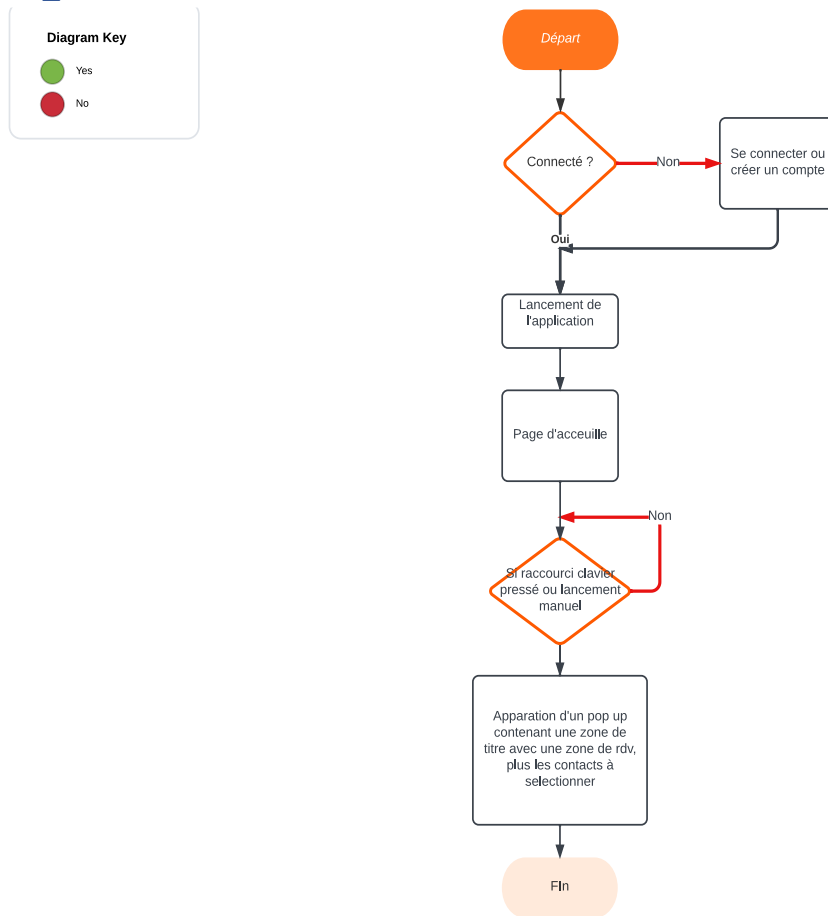 Diagram Key
Yes
No
Départ
Connecté ?
Non
Se connecter ou
créer un compte
Oui
Lancement de
l'application
Page d'acceuille
Non
Si raccourci clavier
pressé ou lancement
manuel
Apparation d'un pop up
contenant une zone de
titre avec une zone de rdv,
plus les contacts à
selectionner
FIn